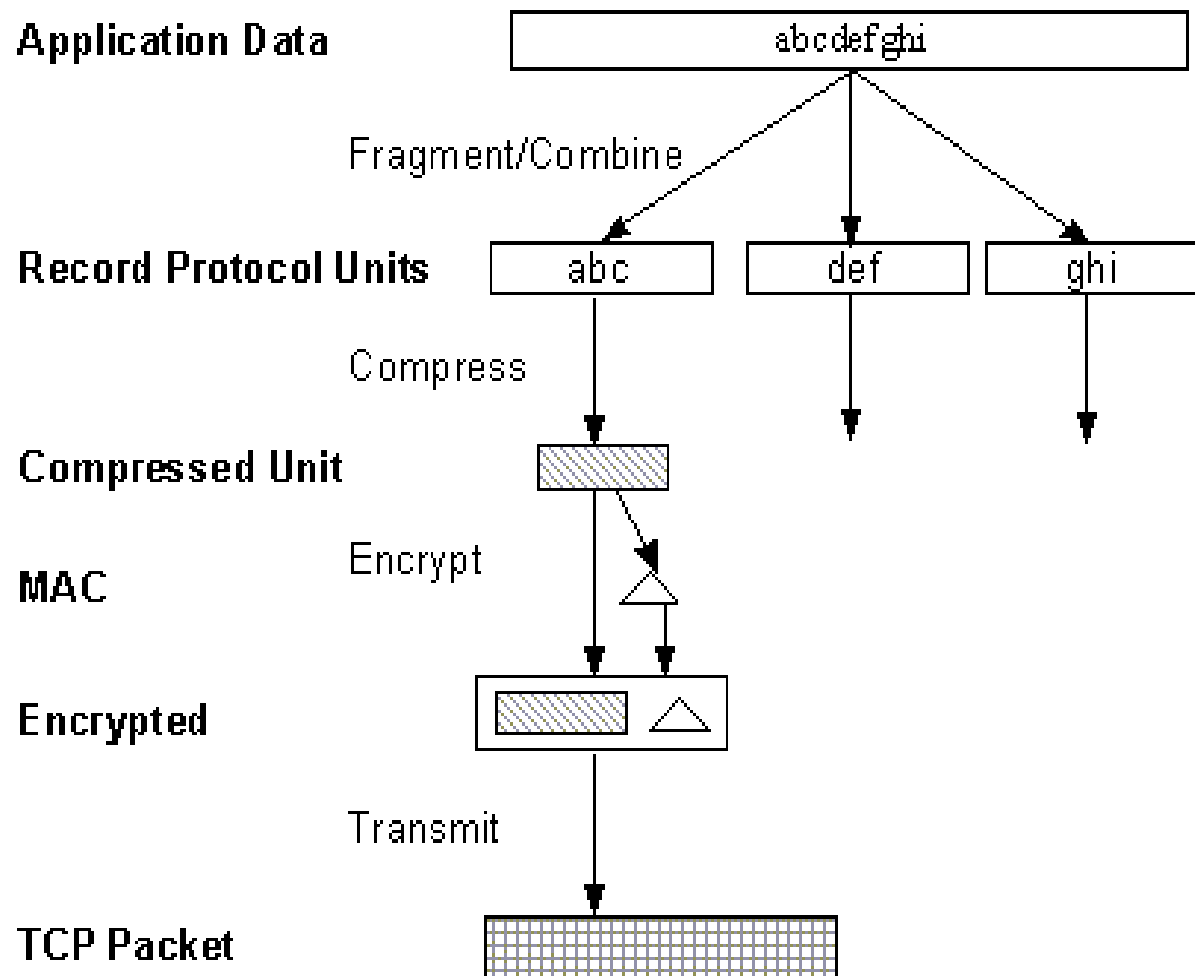 Application Data
abcdefghi
Fragment/Combine
Record Protocol Units
abc
def
ghi
Compress
Compressed Unit
Encrypt
MAC
Encrypted
Transmit
TCP Packet